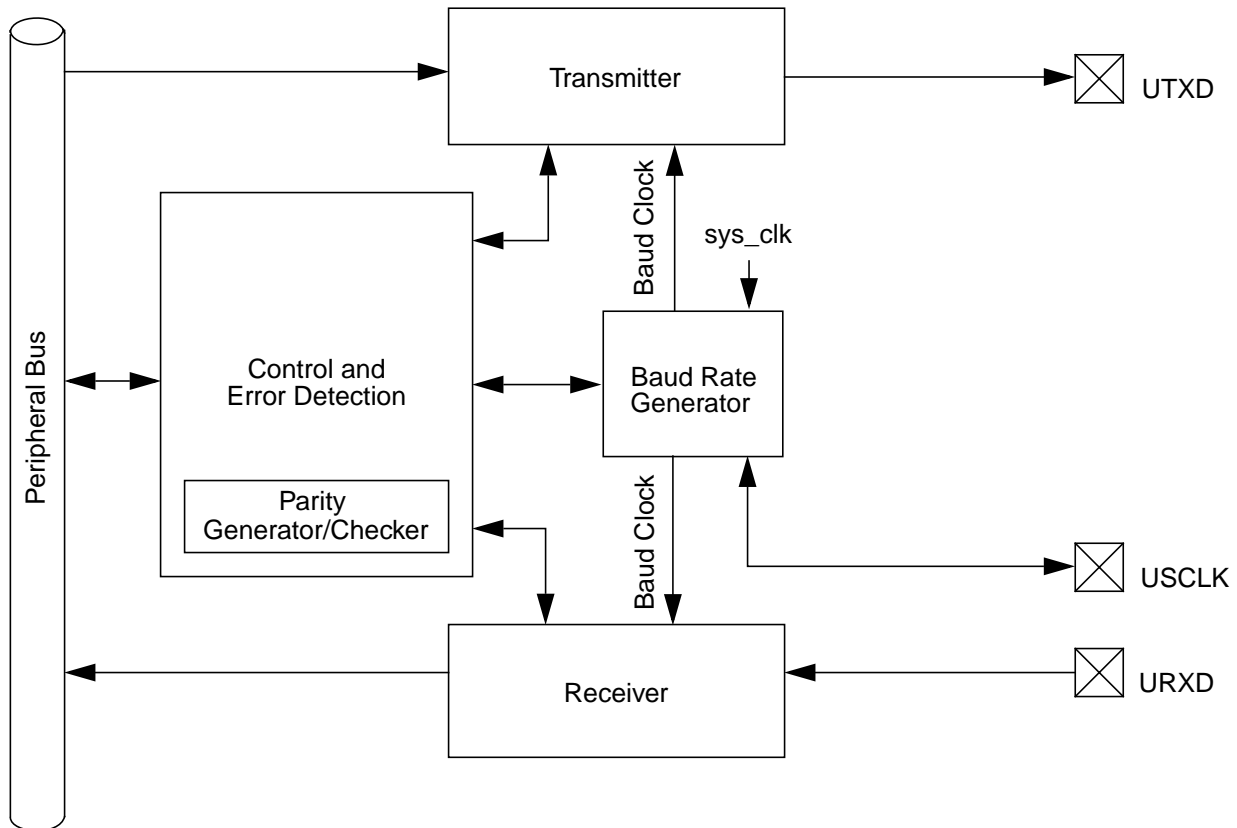 Transmitter
UTXD
Baud Clock
sys_clk
Peripheral Bus
Control and
Error Detection
Baud Rate
Generator
Parity
Generator/Checker
Baud Clock
USCLK
Receiver
URXD